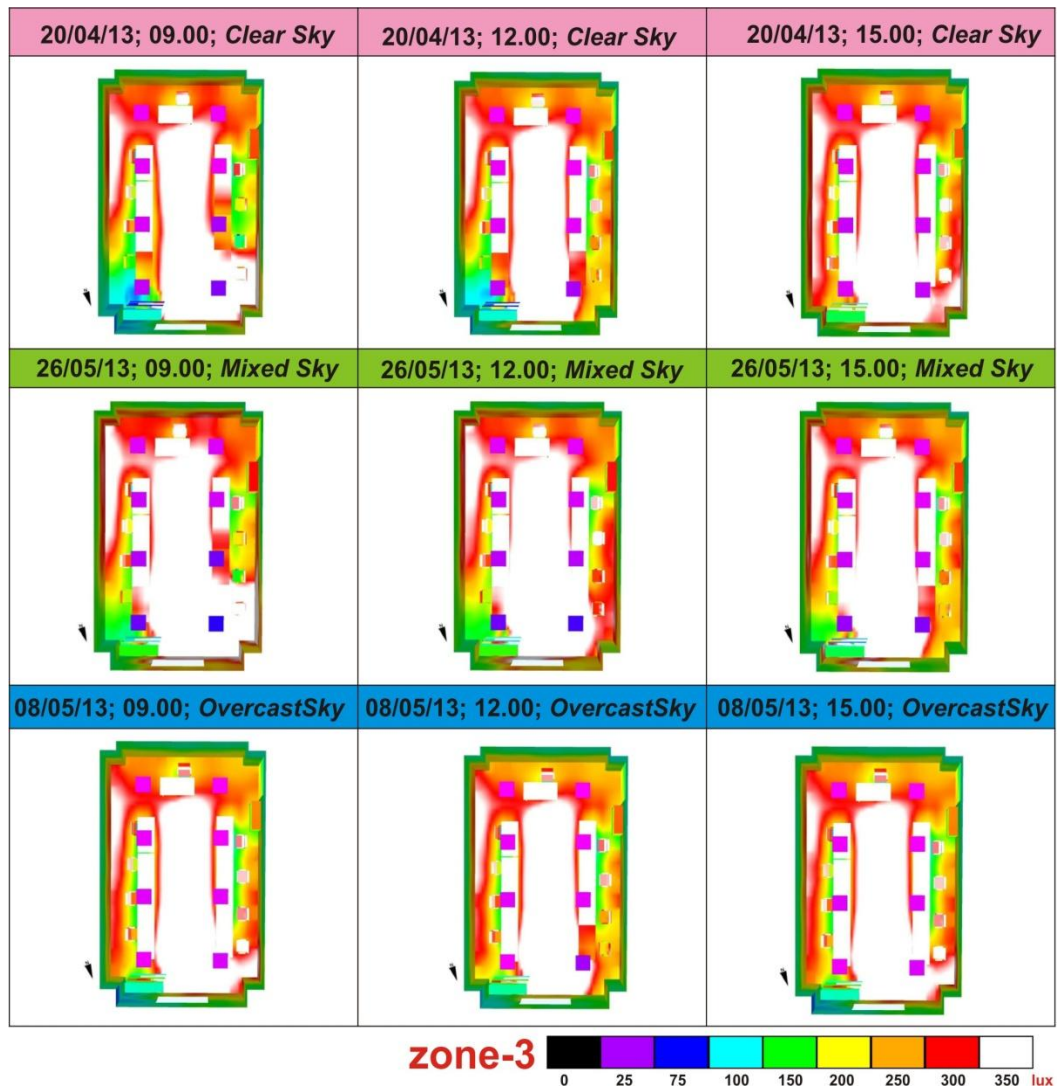 20/04/13; 09.00; Clear Sky
20/04/13; 12.00; Clear Sky
20/04/13; 15.00; Clear Sky
26/05/13; 09.00; Mixed Sky
26/05/13; 12.00; Mixed Sky
26/05/13; 15.00; Mixed Sky
08/05/13; 09.00; OvercastSky
08/05/13; 12.00; OvercastSky
08/05/13; 15.00; OvercastSky
zone-3
0 25 75 100 150 200 250 300 350 lux